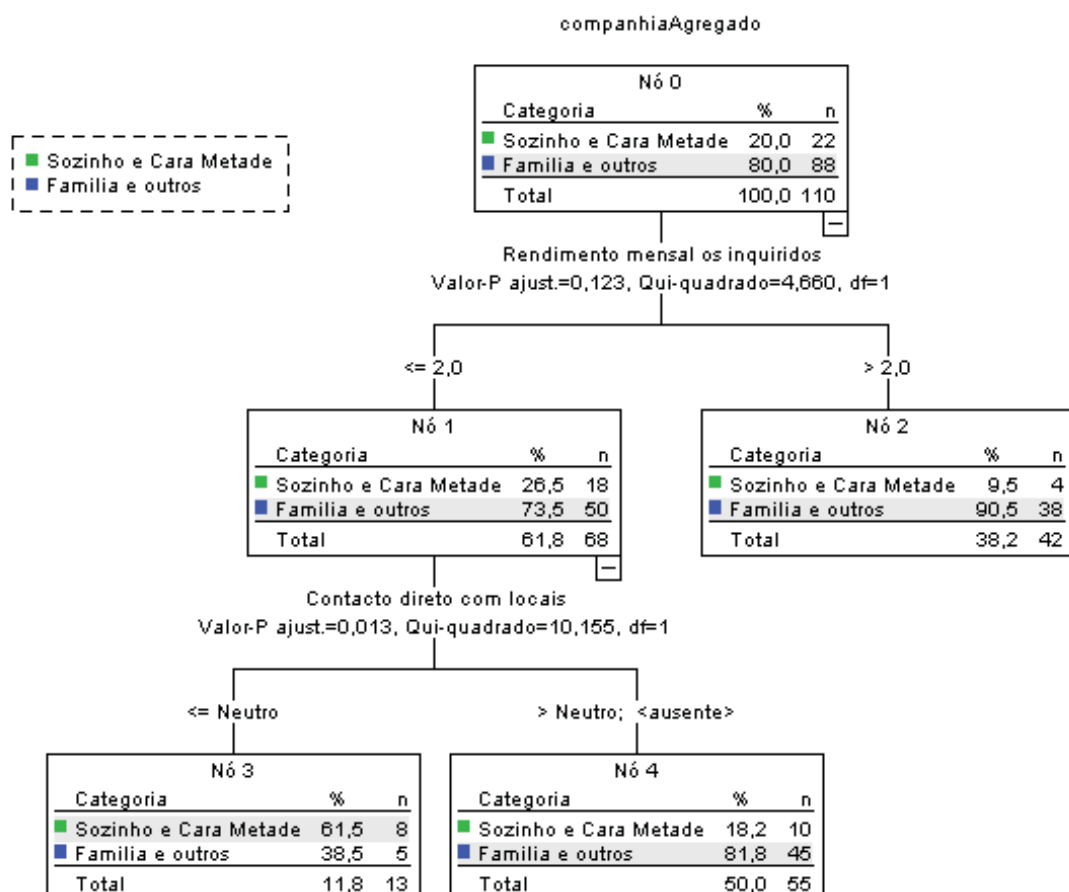 companhiaAgregado
Sozinho e Cara Metade
Familia e outros
Nó 0
Categoria % n
Sozinho e Cara Metade 20,0 22
Familia e outros 80,0 88
Total 100,0 110
Rendimento mensal os inquiridos
Valor-P ajust.=0,123, Qui-quadrado=4,660, df=1
<= 2,0
> 2,0
Nó 1
Categoria % n
Sozinho e Cara Metade 26,5 18
Familia e outros 73,5 50
Total 61,8 68
Nó 2
Categoria % n
Sozinho e Cara Metade 9,5 4
Familia e outros 90,5 38
Total 38,2 42
Contacto direto com locais
Valor-P ajust.=0,013, Qui-quadrado=10,155, df=1
<= Neutro
> Neutro; <ausente>
Nó 3
Categoria % n
Sozinho e Cara Metade 61,5 8
Familia e outros 38,5 5
Total 11,8 13
Nó 4
Categoria % n
Sozinho e Cara Metade 18,2 10
Familia e outros 81,8 45
Total 50,0 55